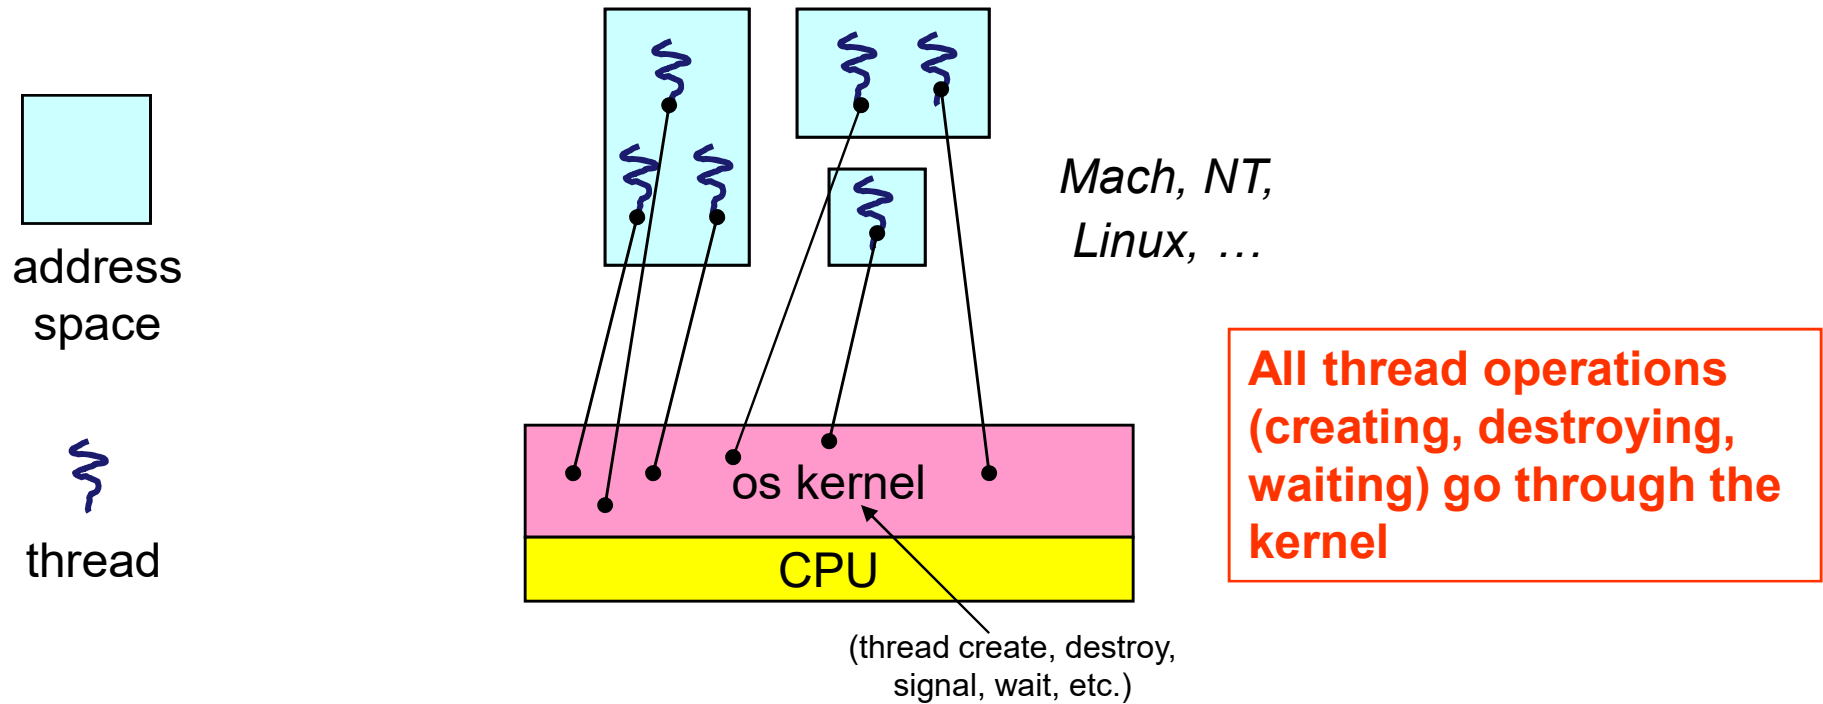 address
space
thread
Mach, NT,
Linux, …
os kernel
CPU
(thread create, destroy,
signal, wait, etc.)
All thread operations
(creating, destroying,
waiting) go through the
kernel